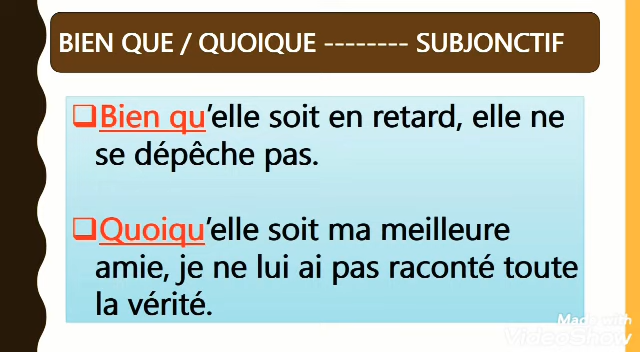 BIEN QUE / QUOIQUE -------- SUBJONCTIF
❑Bien qu’elle soit en retard, elle ne
se dépêche pas.
❑Quoiqu’elle soit ma meilleure
amie, je ne lui ai pas raconté toute
la vérité.
Made with
VideoShow